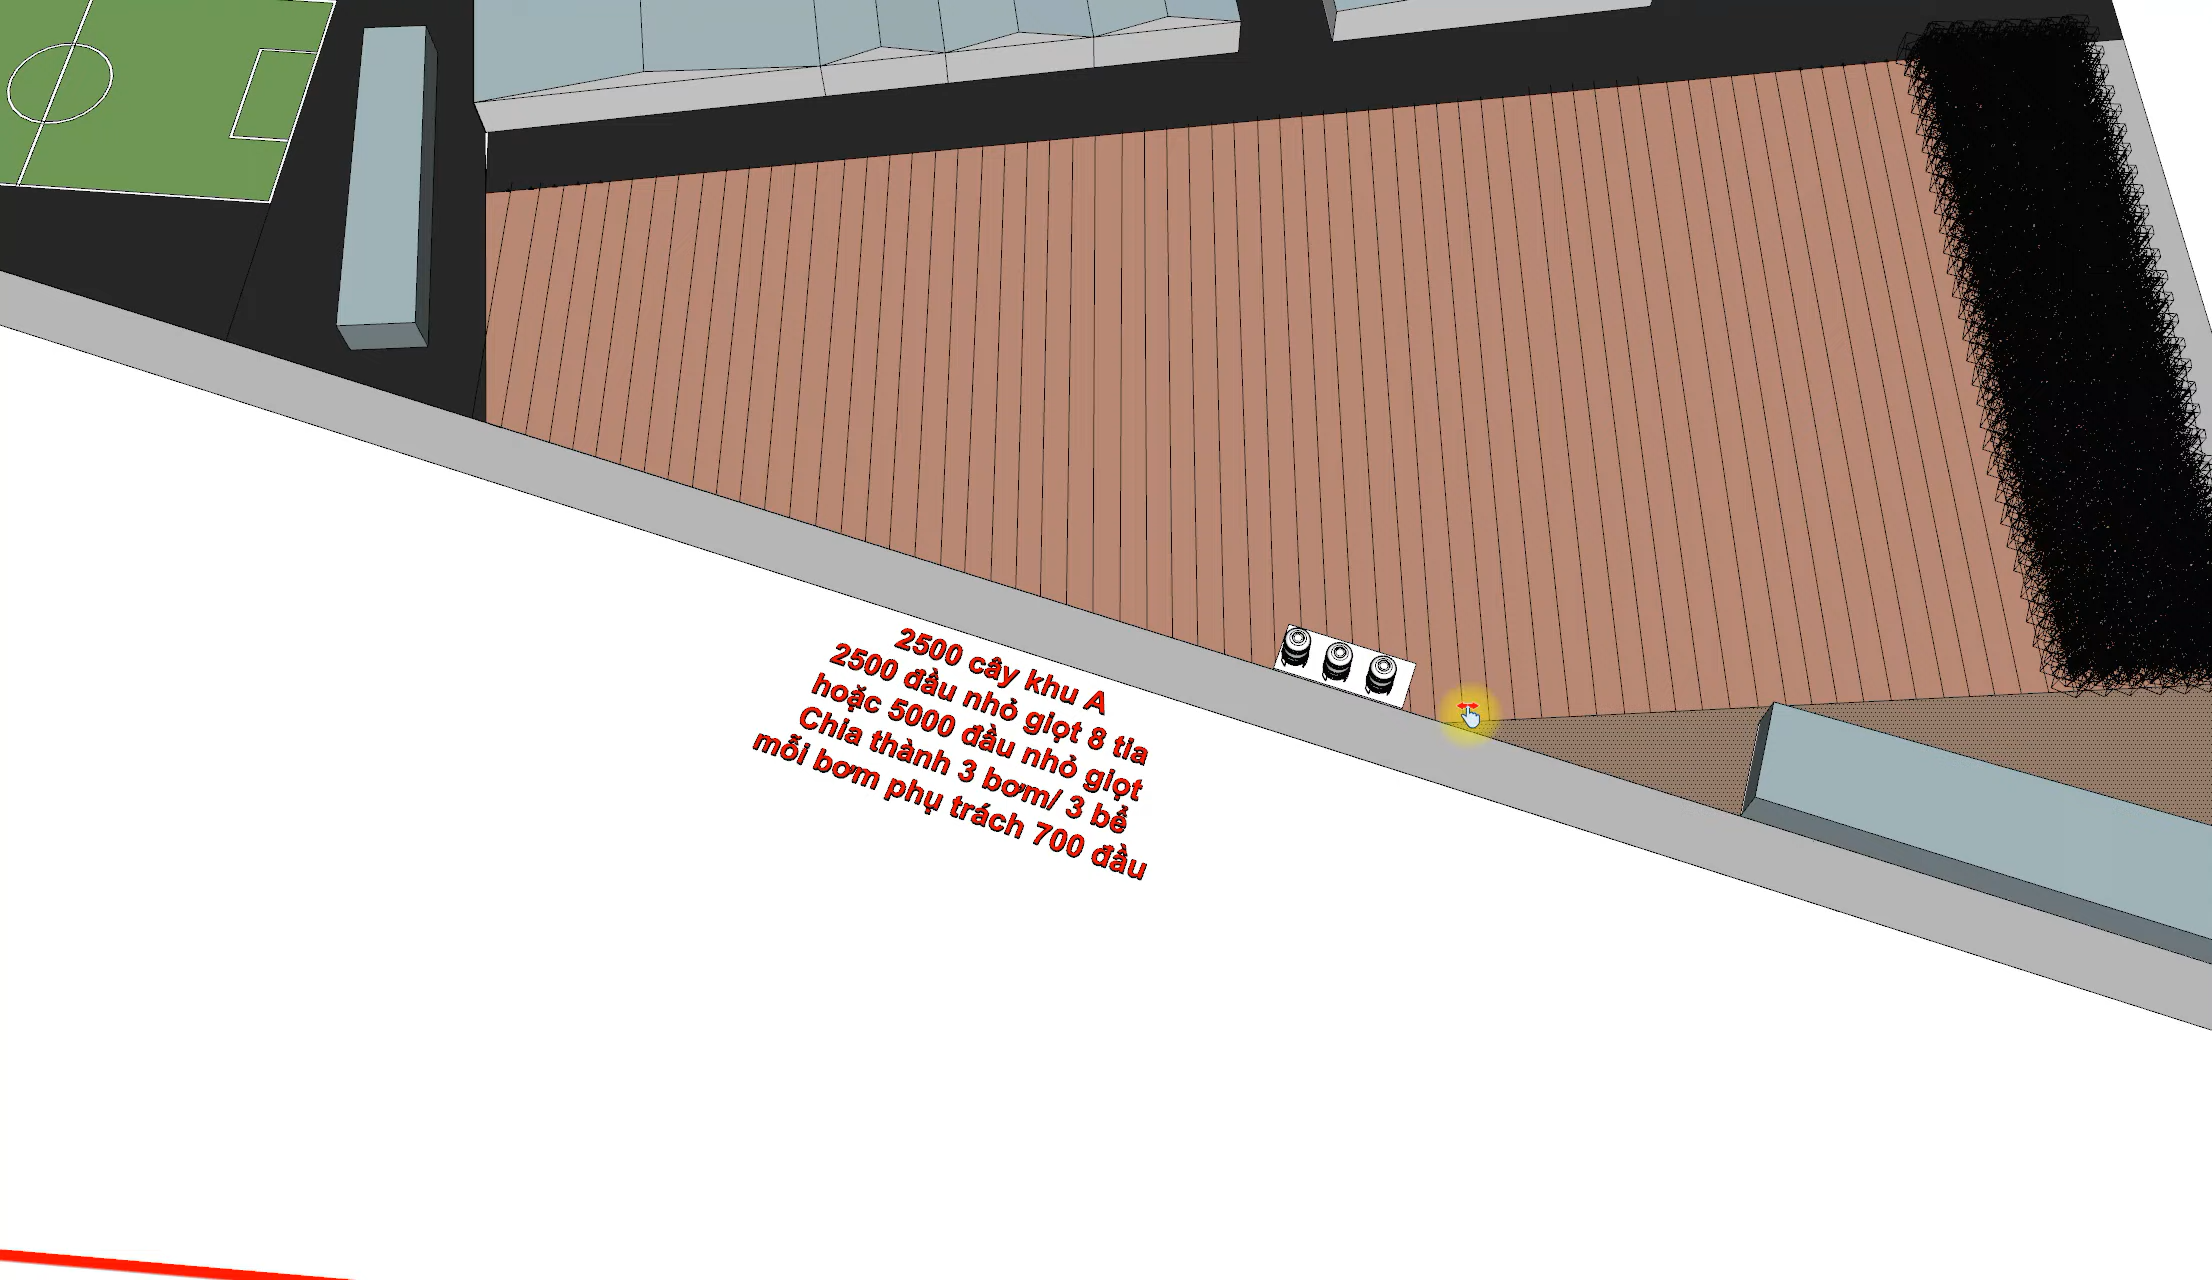 2500 cây khu A
2500 đầu nhỏ giọt 8 tia
hoặc 5000 đầu nhỏ giọt
Chia thành 3 bơm/ 3 bể
mỗi bơm phụ trách 700 đầu